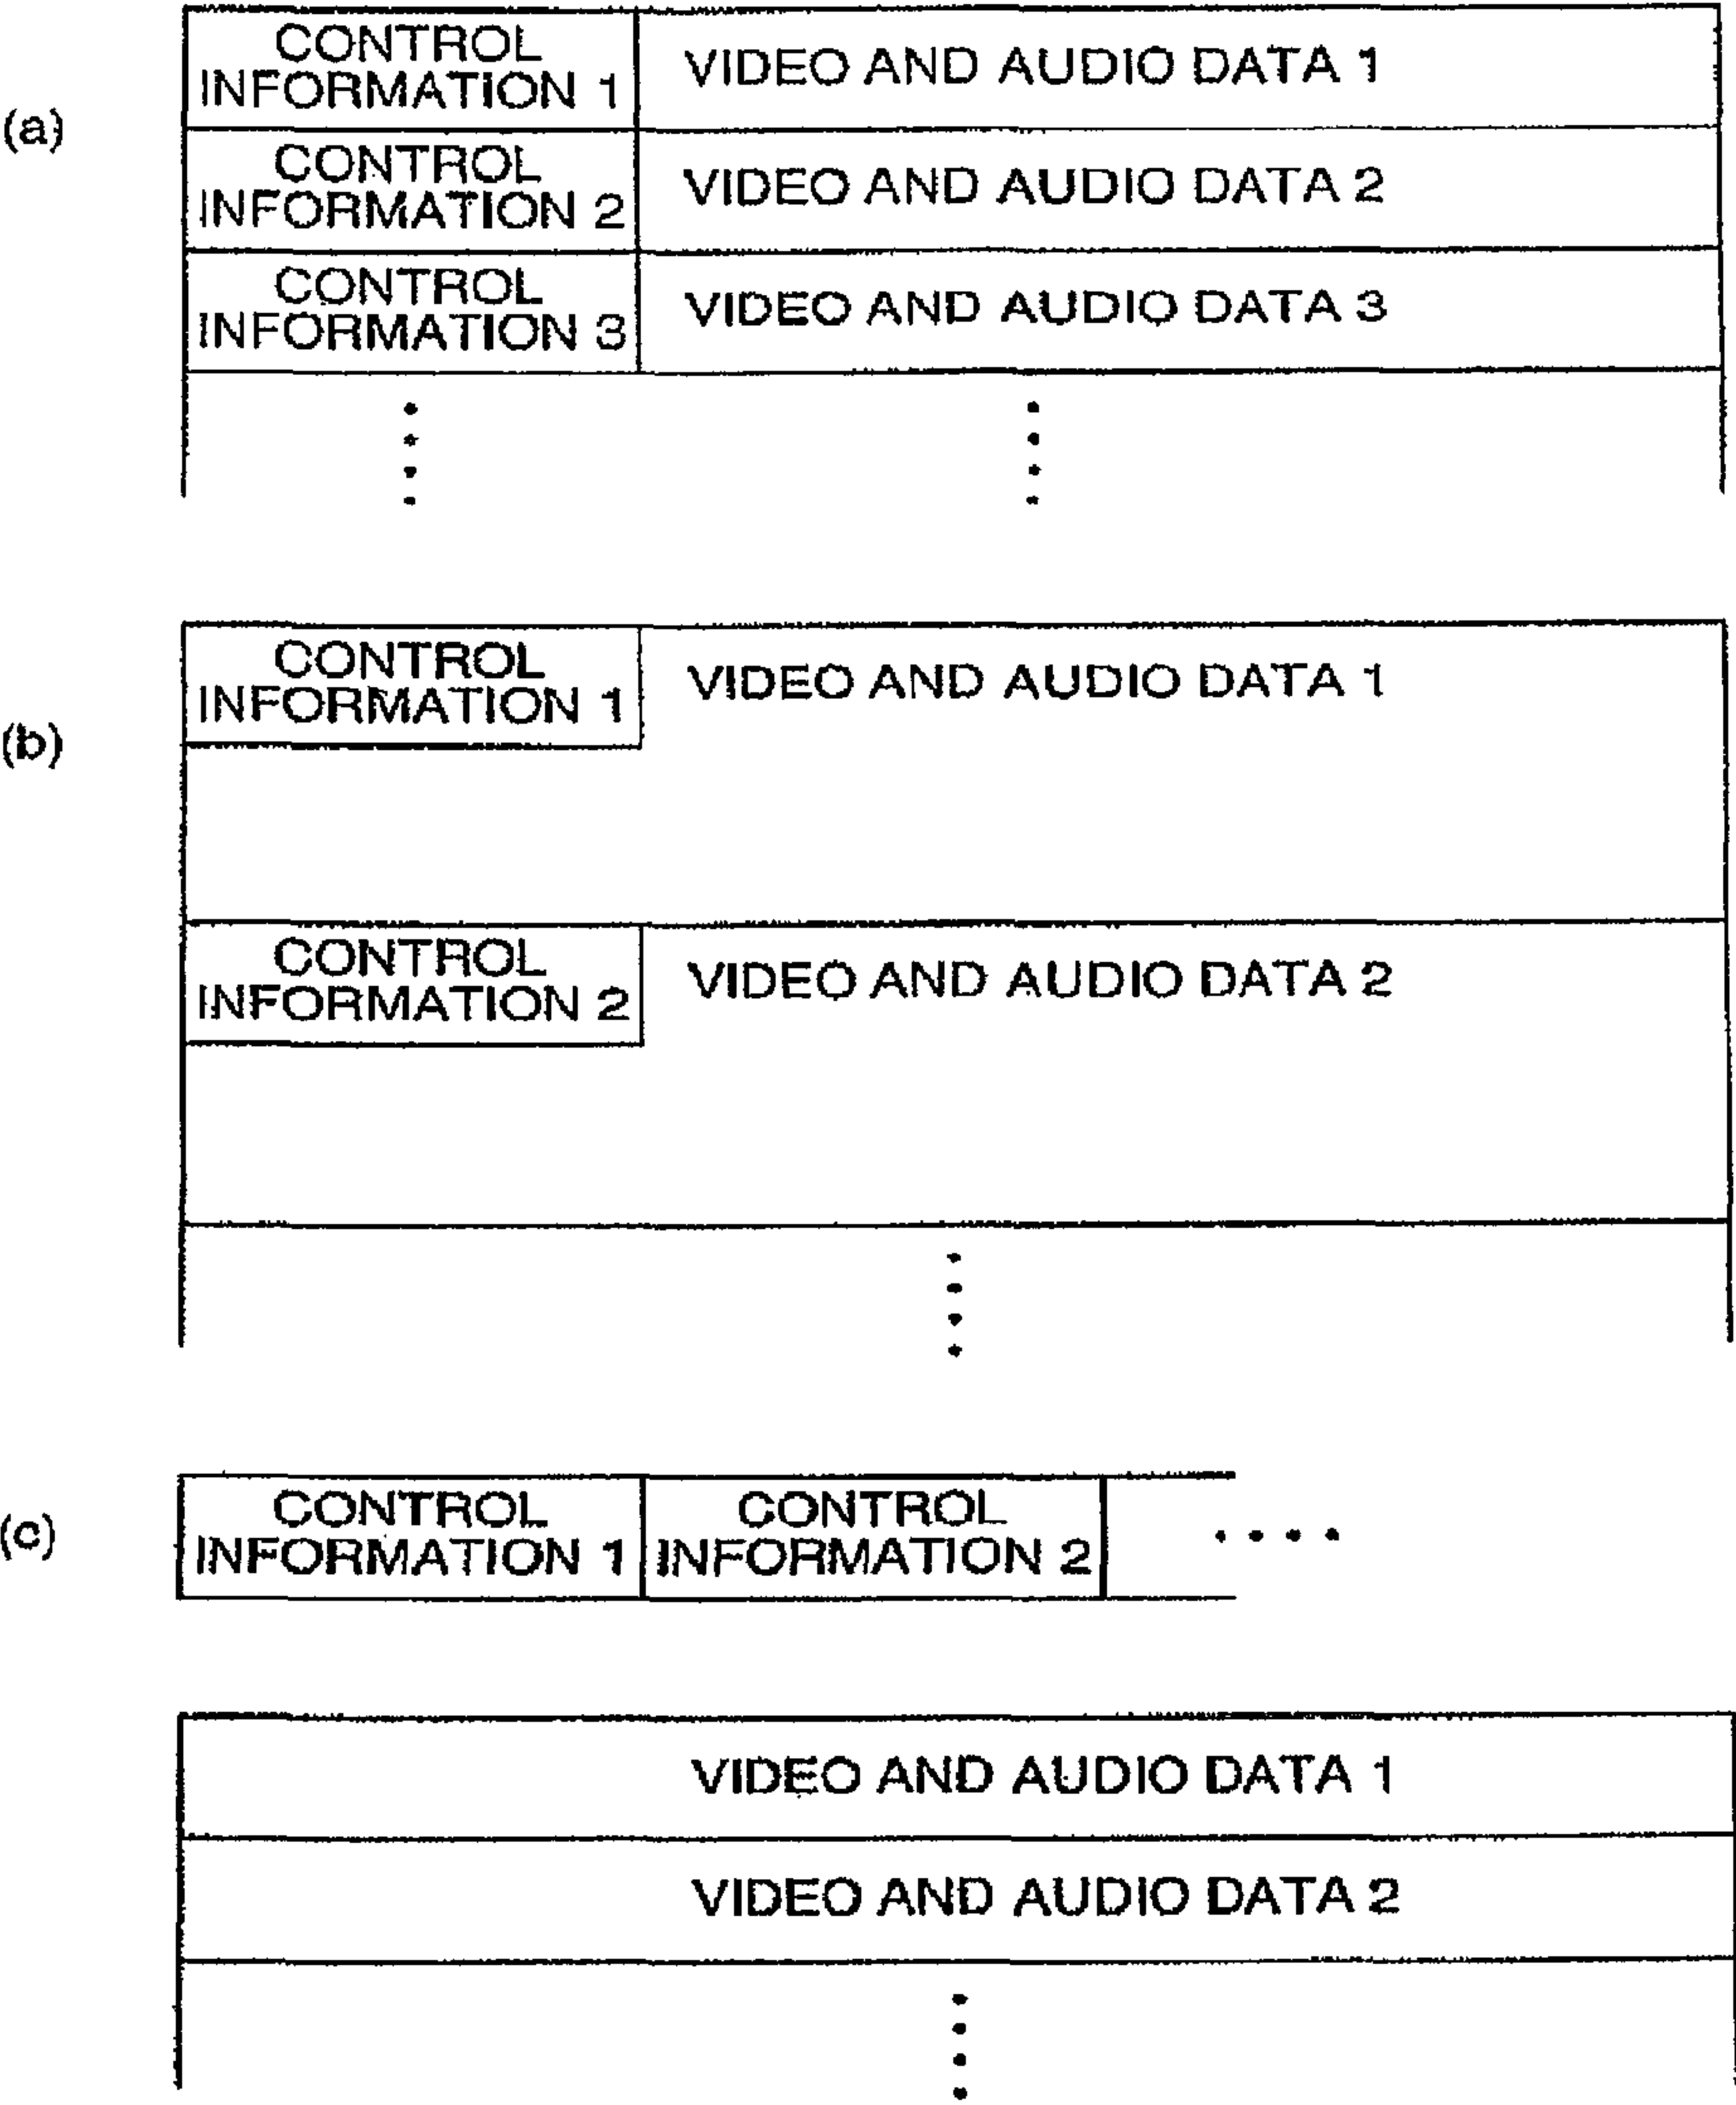 (a)
CONTROL
INFORMATION 1
VIDEO AND AUDIO DATA 1
CONTROL
INFORMATION 2
VIDEO AND AUDIO DATA 2
CONTROL
INFORMATION 3
VIDEO AND AUDIO DATA 3
(b)
CONTROL
INFORMATION 1
VIDEO AND AUDIO DATA 1
CONTROL
INFORMATION 2
VIDEO AND AUDIO DATA 2
(c)
CONTROL
INFORMATION 1
CONTROL
INFORMATION 2
VIDEO AND AUDIO DATA 1
VIDEO AND AUDIO DATA 2